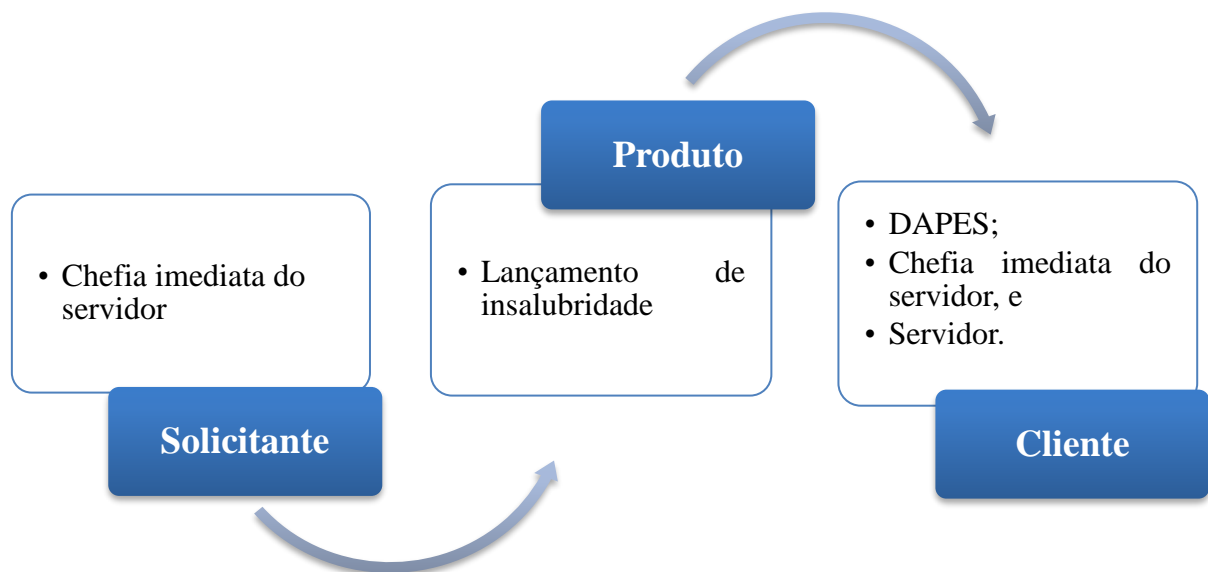 • Chefia imediata do
servidor
Solicitante
Produto
• Lançamento de
insalubridade
• DAPES;
• Chefia imediata do
servidor, e
• Servidor.
Cliente